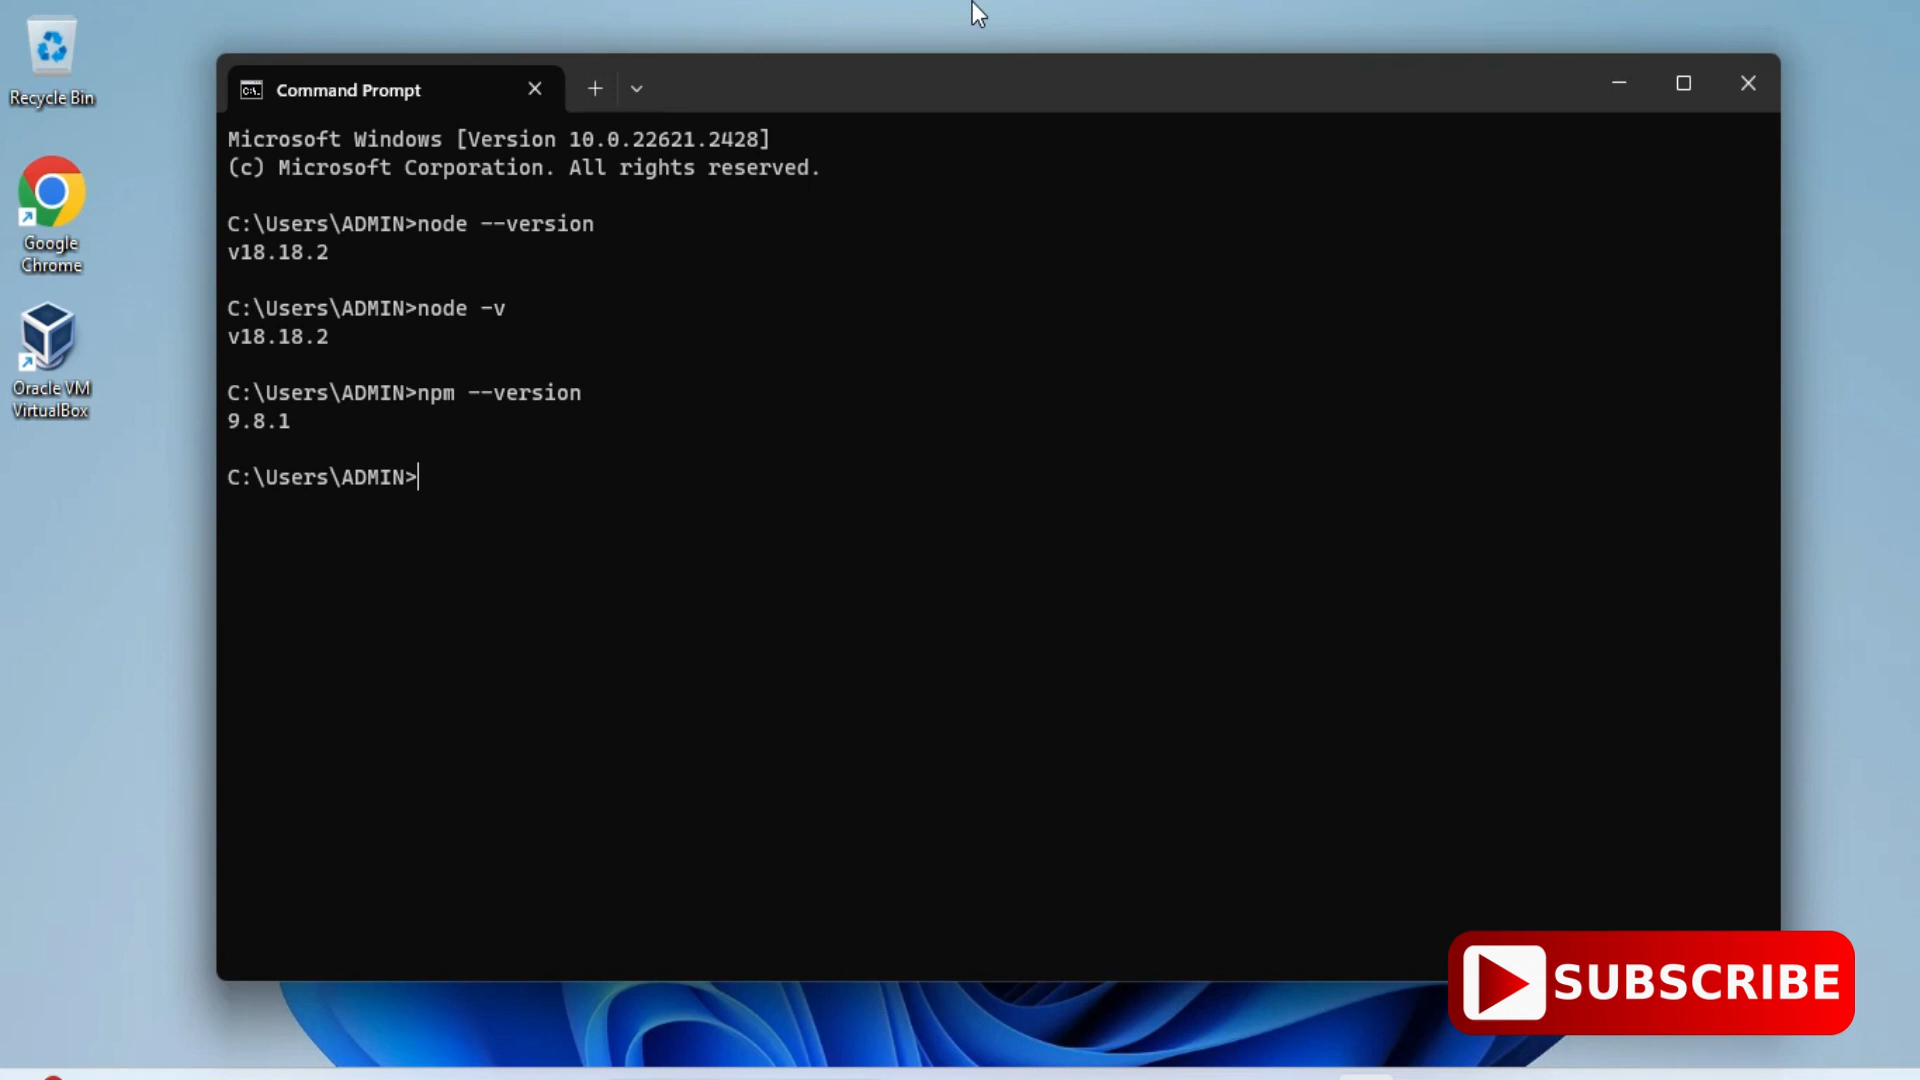 Recycle Bin
Google
Chrome
Oracle VM
VirtualBox
Command Prompt
Microsoft Windows [Version 10.0.22621.2428]
(c) Microsoft Corporation. All rights reserved.
C:\Users\ADMIN>node --version
v18.18.2
C:\Users\ADMIN>node -v
v18.18.2
C:\Users\ADMIN>npm --version
9.8.1
C:\Users\ADMIN>
SUBSCRIBE